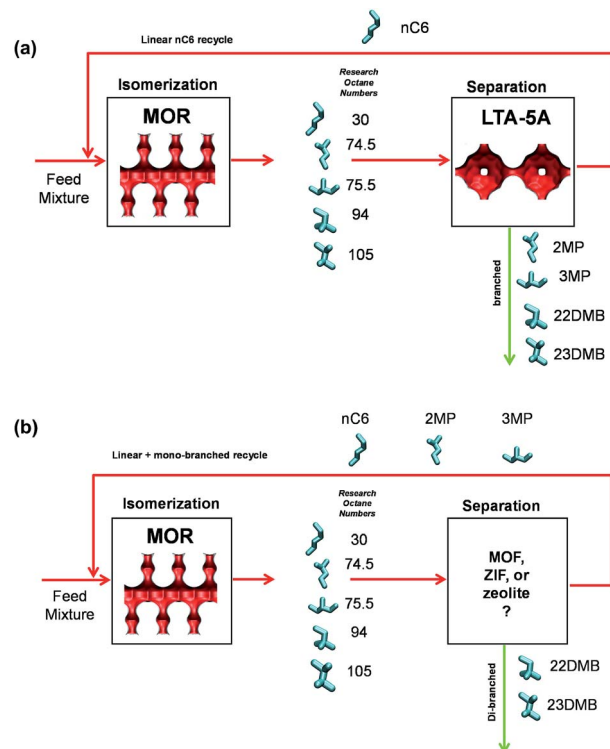 (a)
nC6
Linear nC6 recycle
Isomerization
MOR
Research
Octane
Numbers
30
74.5
75.5
94
105
Separation
LTA-5A
Feed
Mixture
branched
2MP
3MP
22DMB
23DMB
(b)
nC6
2MP
3MP
Linear + mono-branched recycle
Isomerization
MOR
Research
Octane
Numbers
30
74.5
75.5
94
105
Separation
MOF,
ZIF, or
zeolite
?
Feed
Mixture
Di-branched
22DMB
23DMB